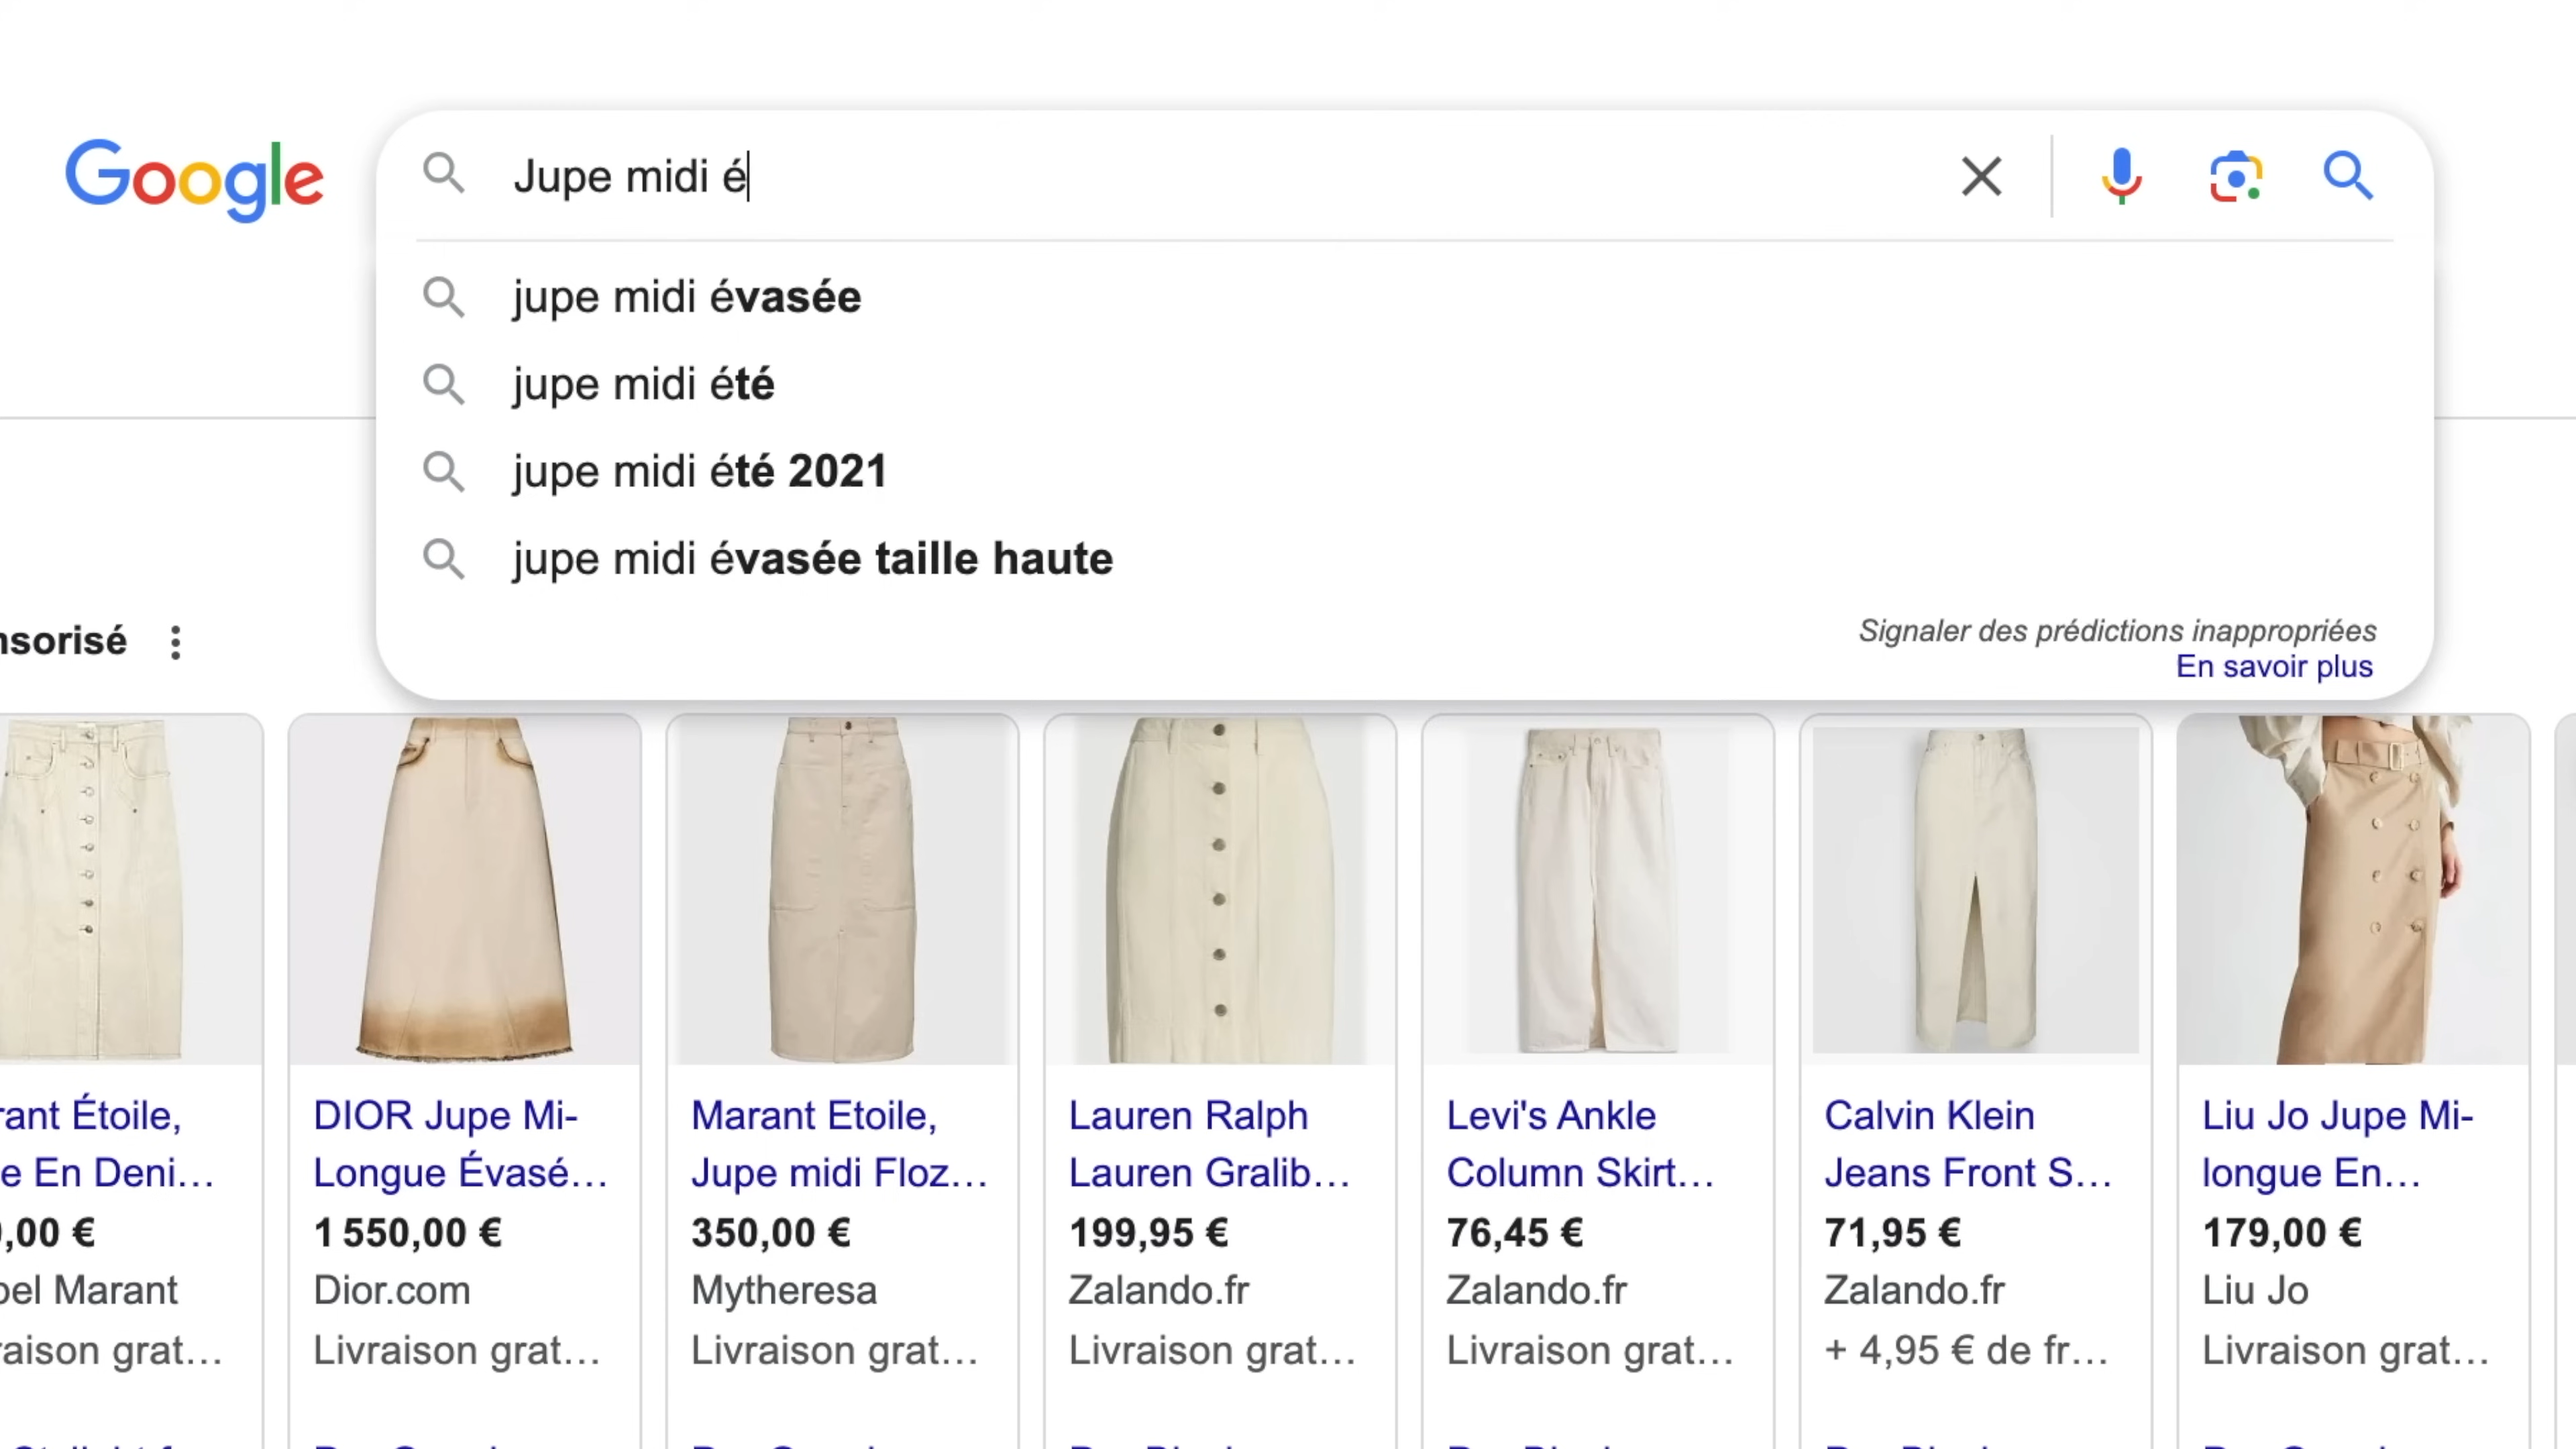 Google
Jupe midi é
jupe midi évasée
jupe midi été
jupe midi été 2021
jupe midi évasée taille haute
Signaler des prédictions inappropriées
En savoir plus
nsorisé
rant Étoile,
e En Deni...
,00 €
el Marant
raison grat...
DIOR Jupe Mi-
Longue Évasé...
1 550,00 €
Dior.com
Livraison grat...
Marant Etoile,
Jupe midi Floz...
350,00 €
Mytheresa
Livraison grat...
Lauren Ralph
Lauren Gralib...
199,95 €
Zalando.fr
Livraison grat...
Levi's Ankle
Column Skirt...
76,45 €
Zalando.fr
Livraison grat...
Calvin Klein
Jeans Front S...
71,95 €
Zalando.fr
+ 4,95 € de fr...
Liu Jo Jupe Mi-
longue En...
179,00 €
Liu Jo
Livraison grat...